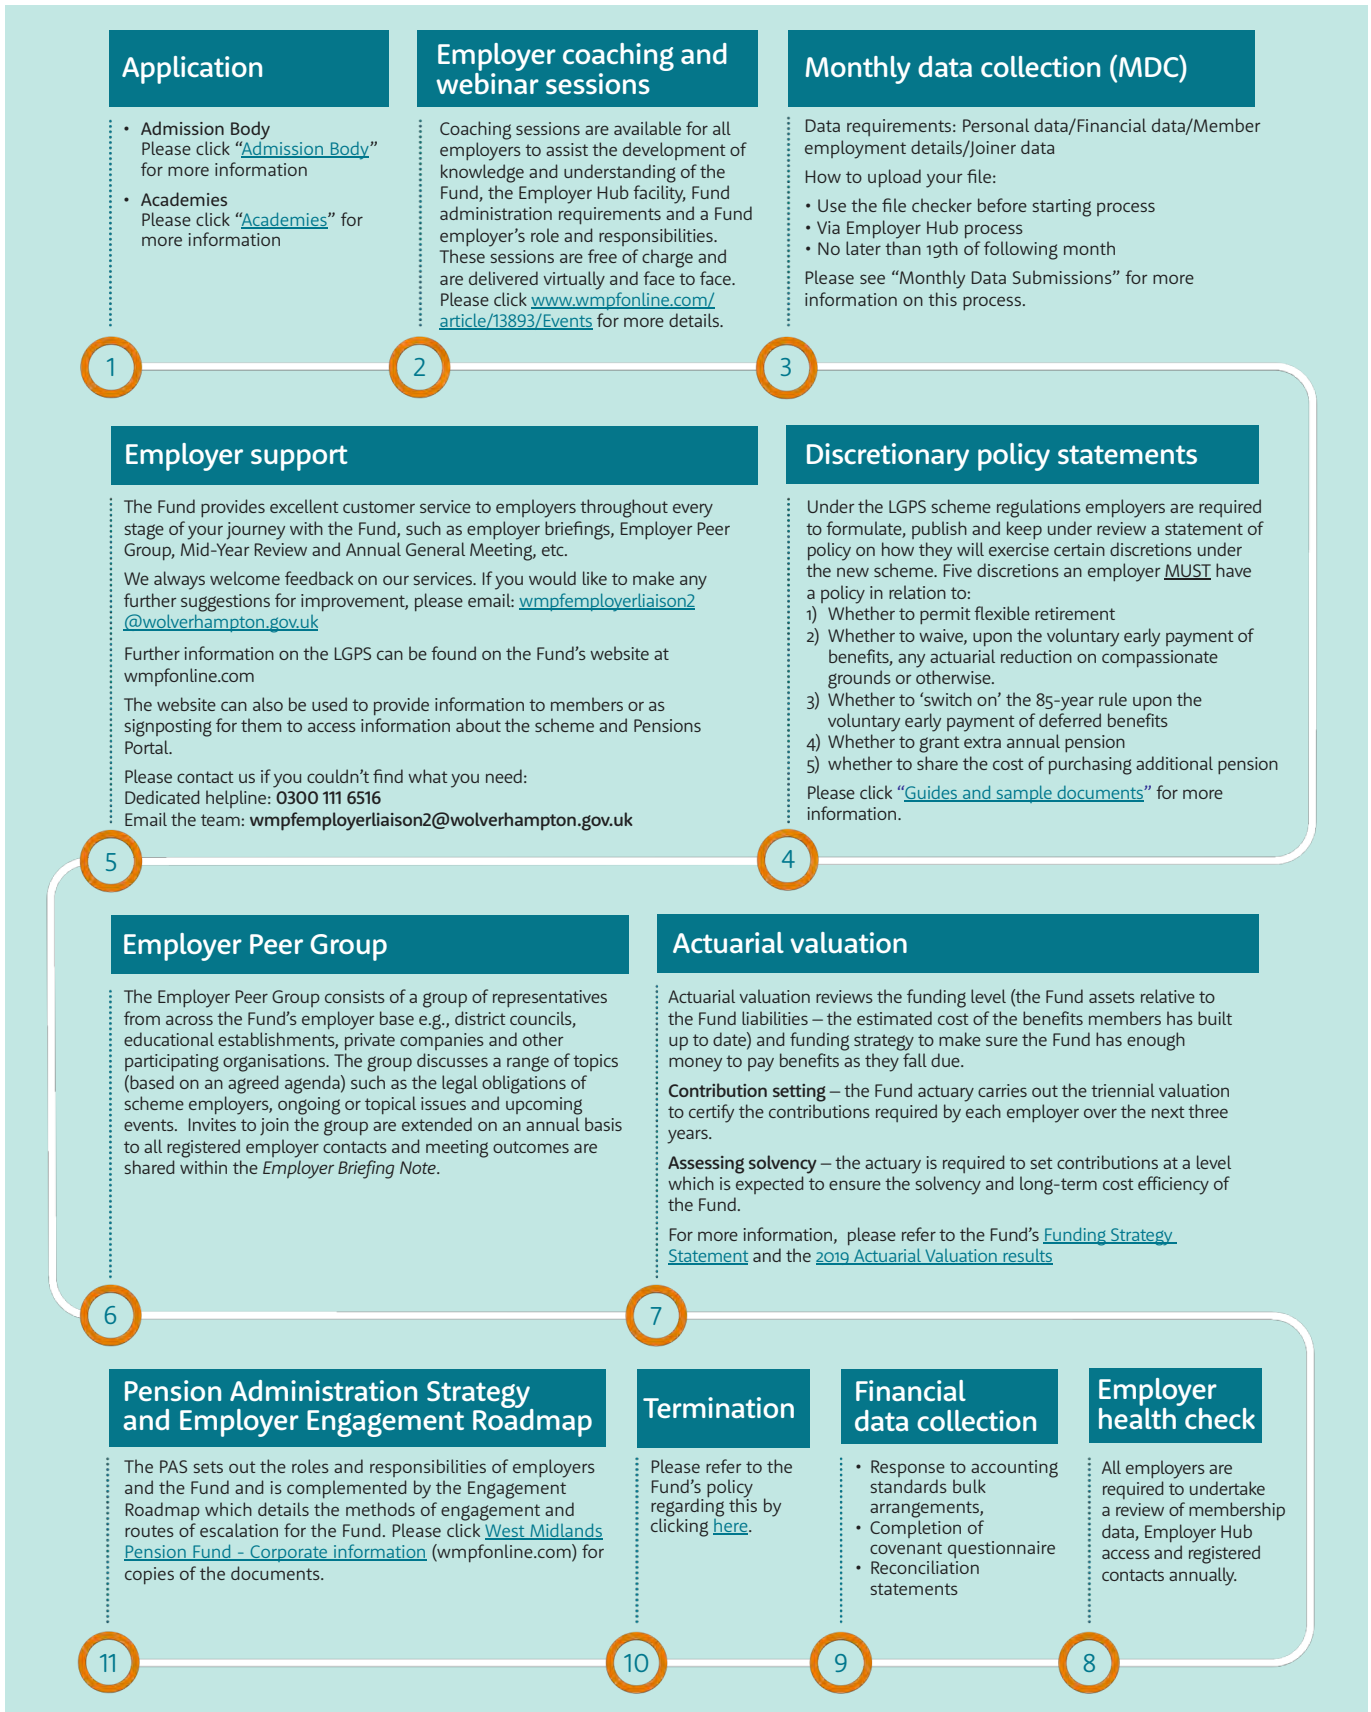 Application
• Admission Body
Please click “Admission Body”
for more information
• Academies
Please click “Academies” for
more information
1
Employer coaching and
webinar sessions
Coaching sessions are available for all
employers to assist the development of
knowledge and understanding of the
Fund, the Employer Hub facility, Fund
administration requirements and a Fund
employer’s role and responsibilities.
These sessions are free of charge and
are delivered virtually and face to face.
Please click www.wmpfonline.com/
article/13893/Events for more details.
2
Monthly data collection (MDC)
Data requirements: Personal data/Financial data/Member
employment details/Joiner data
How to upload your file:
• Use the file checker before starting process
• Via Employer Hub process
• No later than 19th of following month
Please see “Monthly Data Submissions” for more
information on this process.
3
Discretionary policy statements
Under the LGPS scheme regulations employers are required
to formulate, publish and keep under review a statement of
policy on how they will exercise certain discretions under
the new scheme. Five discretions an employer MUST have
a policy in relation to:
1) Whether to permit flexible retirement
2) Whether to waive, upon the voluntary early payment of
benefits, any actuarial reduction on compassionate
grounds or otherwise.
3) Whether to ‘switch on’ the 85-year rule upon the
voluntary early payment of deferred benefits
4) Whether to grant extra annual pension
5) whether to share the cost of purchasing additional pension
Please click “Guides and sample documents” for more
information.
4
Employer support
The Fund provides excellent customer service to employers throughout every
stage of your journey with the Fund, such as employer briefings, Employer Peer
Group, Mid-Year Review and Annual General Meeting, etc.
We always welcome feedback on our services. If you would like to make any
further suggestions for improvement, please email: wmpfemployerliaison2
@wolverhampton.gov.uk
Further information on the LGPS can be found on the Fund’s website at
wmpfonline.com
The website can also be used to provide information to members or as
signposting for them to access information about the scheme and Pensions
Portal.
Please contact us if you couldn’t find what you need:
Dedicated helpline: 0300 111 6516
Email the team: wmpfemployerliaison2@wolverhampton.gov.uk
5
Employer Peer Group
The Employer Peer Group consists of a group of representatives
from across the Fund’s employer base e.g., district councils,
educational establishments, private companies and other
participating organisations. The group discusses a range of topics
(based on an agreed agenda) such as the legal obligations of
scheme employers, ongoing or topical issues and upcoming
events. Invites to join the group are extended on an annual basis
to all registered employer contacts and meeting outcomes are
shared within the Employer Briefing Note.
6
Actuarial valuation
Actuarial valuation reviews the funding level (the Fund assets relative to
the Fund liabilities – the estimated cost of the benefits members has built
up to date) and funding strategy to make sure the Fund has enough
money to pay benefits as they fall due.
Contribution setting – the Fund actuary carries out the triennial valuation
to certify the contributions required by each employer over the next three
years.
Assessing solvency – the actuary is required to set contributions at a level
which is expected to ensure the solvency and long-term cost efficiency of
the Fund.
For more information, please refer to the Fund’s Funding Strategy
Statement and the 2019 Actuarial Valuation results
7
Employer
health check
All employers are
required to undertake
a review of membership
data, Employer Hub
access and registered
contacts annually.
8
Financial
data collection
• Response to accounting
standards bulk
arrangements,
• Completion of
covenant questionnaire
• Reconciliation
statements
9
Termination
Please refer to the
Fund’s policy
regarding this by
clicking here.
10
Pension Administration Strategy
and Employer Engagement Roadmap
The PAS sets out the roles and responsibilities of employers
and the Fund and is complemented by the Engagement
Roadmap which details the methods of engagement and
routes of escalation for the Fund. Please click West Midlands
Pension Fund - Corporate information (wmpfonline.com) for
copies of the documents.
11